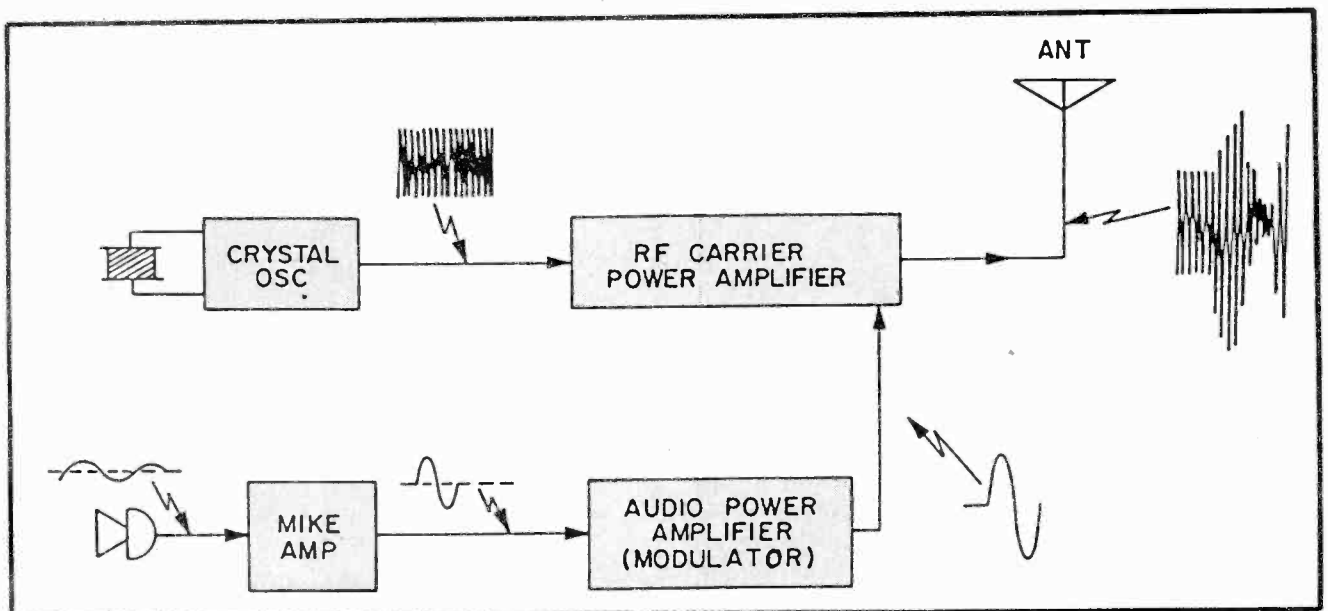 ANT
CRYSTAL
OSC
RF CARRIER
POWER AMPLIFIER
MIKE
AMP
AUDIO POWER
AMPLIFIER
(MODULATOR)